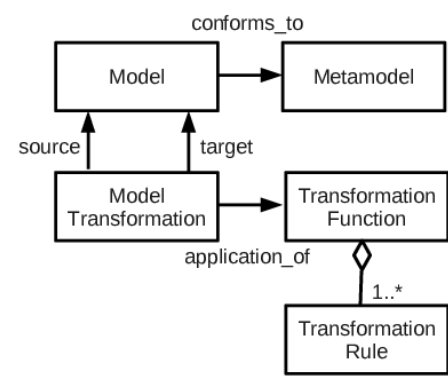 conforms_to
Model
Metamodel
source
target
Model
Transformation
Transformation
Function
application_of
1..*
Transformation
Rule